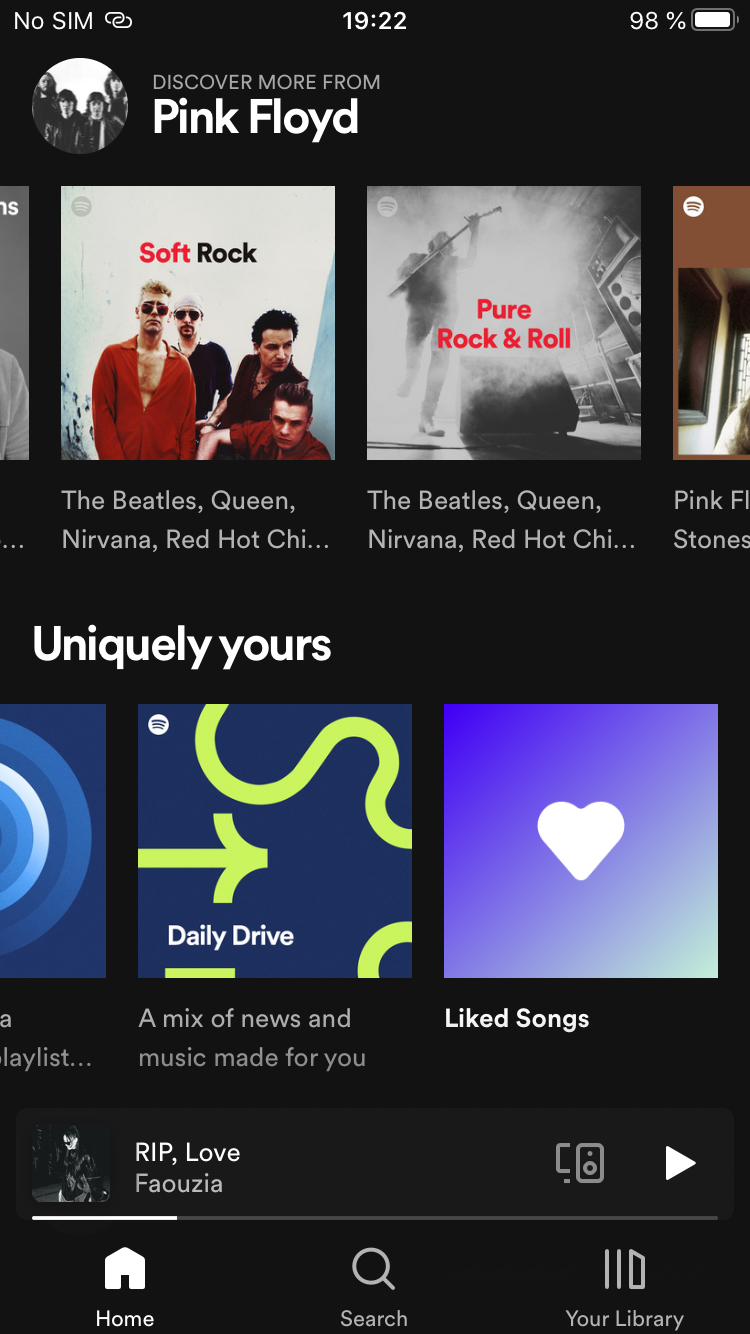 No SIM 19:22 98 %
DISCOVER MORE FROM
Pink Floyd
ns
Soft Rock
Pure
Rock & Roll
The Beatles, Queen,
Nirvana, Red Hot Chi...
The Beatles, Queen,
Nirvana, Red Hot Chi...
Pink Fl
Stones
Uniquely yours
a
laylist...
Daily Drive
A mix of news and
music made for you
Liked Songs
RIP, Love
Faouzia
Home
Search
Your Library